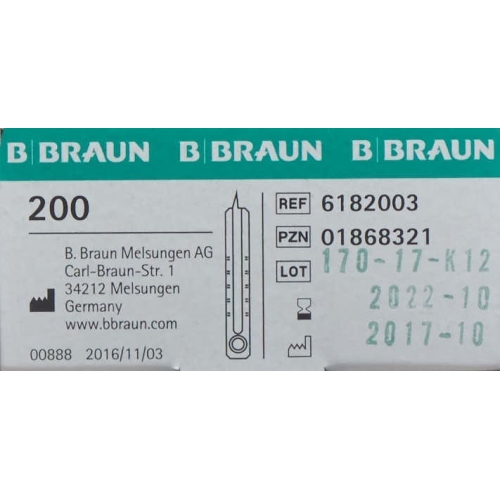 B BRAUN B BRAUN B BRAUN
200
REF 6182003
PZN 01868321
LOT 170-17-K12
2022-10
2017-10
B. Braun Melsungen AG
Carl-Braun-Str. 1
34212 Melsungen
Germany
www.bbraun.com
00888 2016/11/03